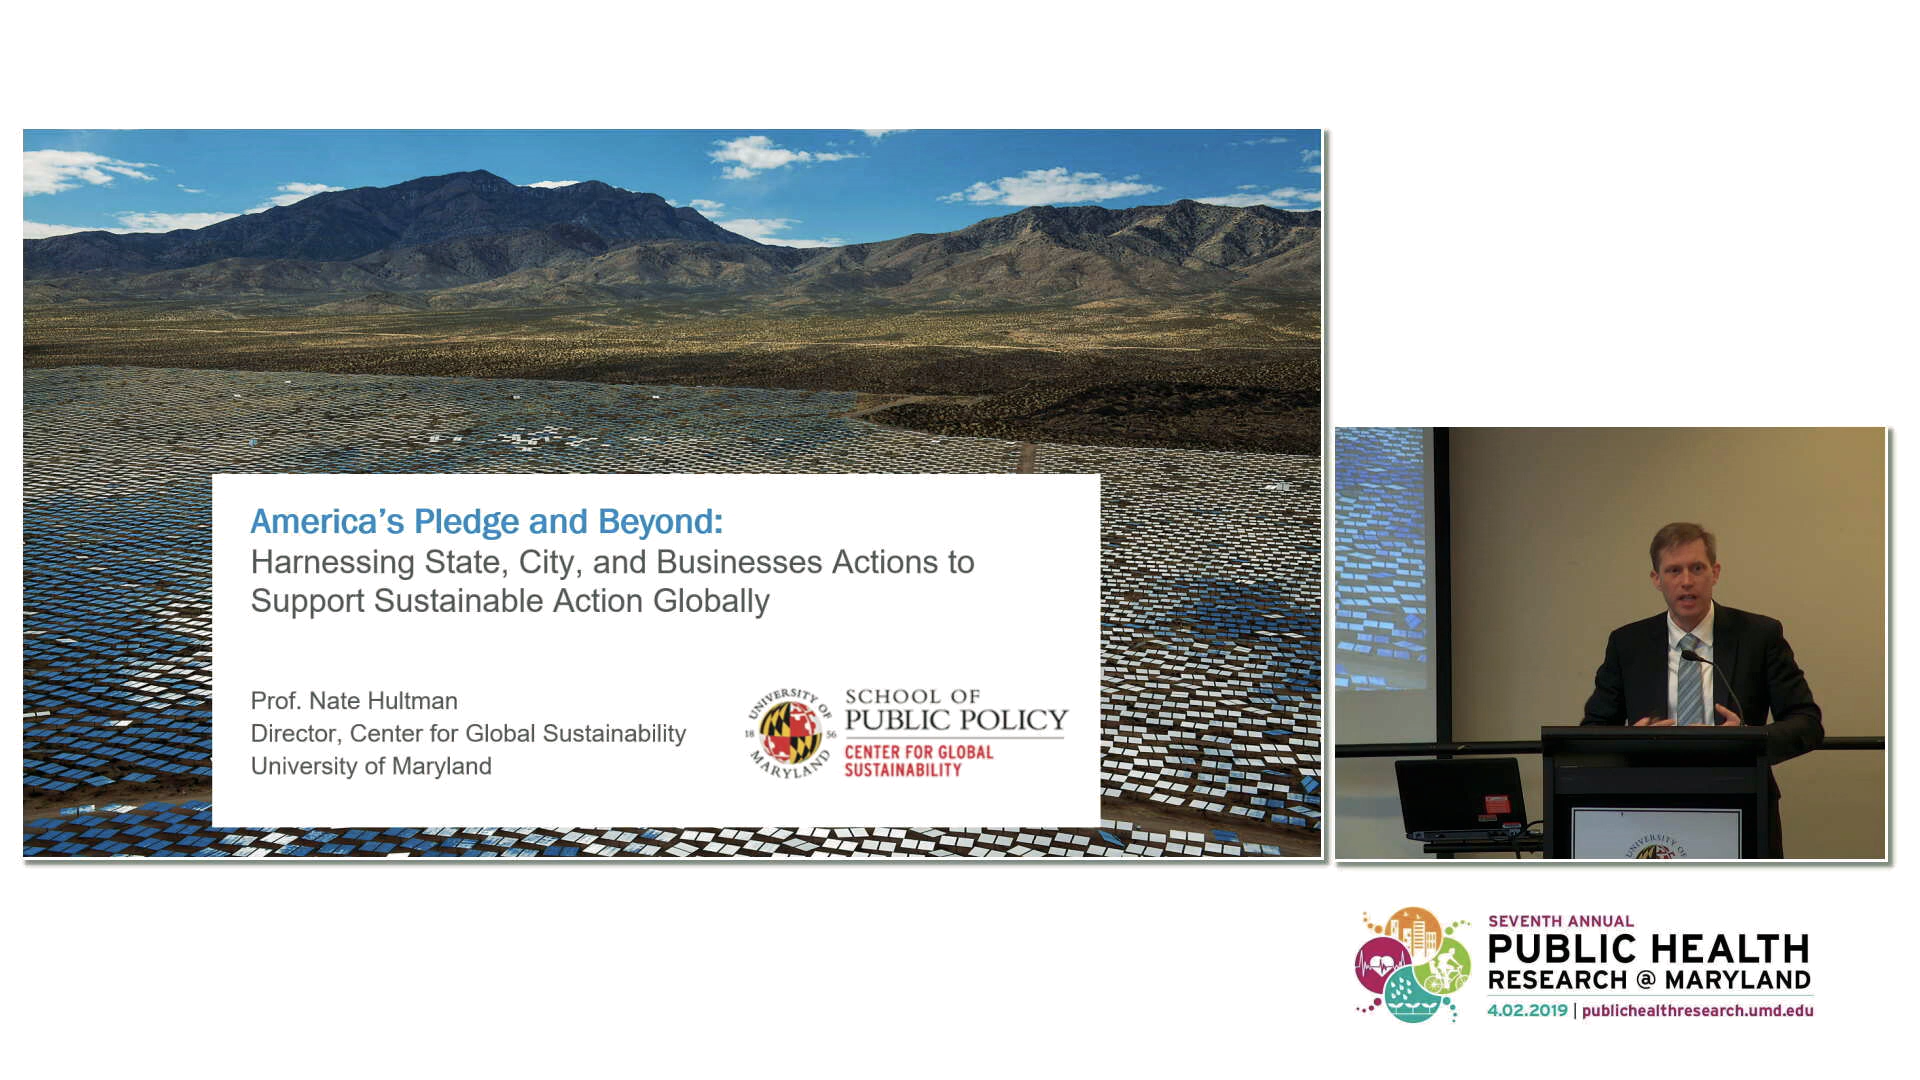 America's Pledge and Beyond:
Harnessing State, City, and Businesses Actions to
Support Sustainable Action Globally
Prof. Nate Hultman
Director, Center for Global Sustainability
University of Maryland
UNIVERSITY OF
18 56
MARYLAND
SCHOOL OF
PUBLIC POLICY
CENTER FOR GLOBAL
SUSTAINABILITY
UNIVERSITY OF
SEVENTH ANNUAL
PUBLIC HEALTH
RESEARCH @ MARYLAND
4.02.2019 | publichealthresearch.umd.edu